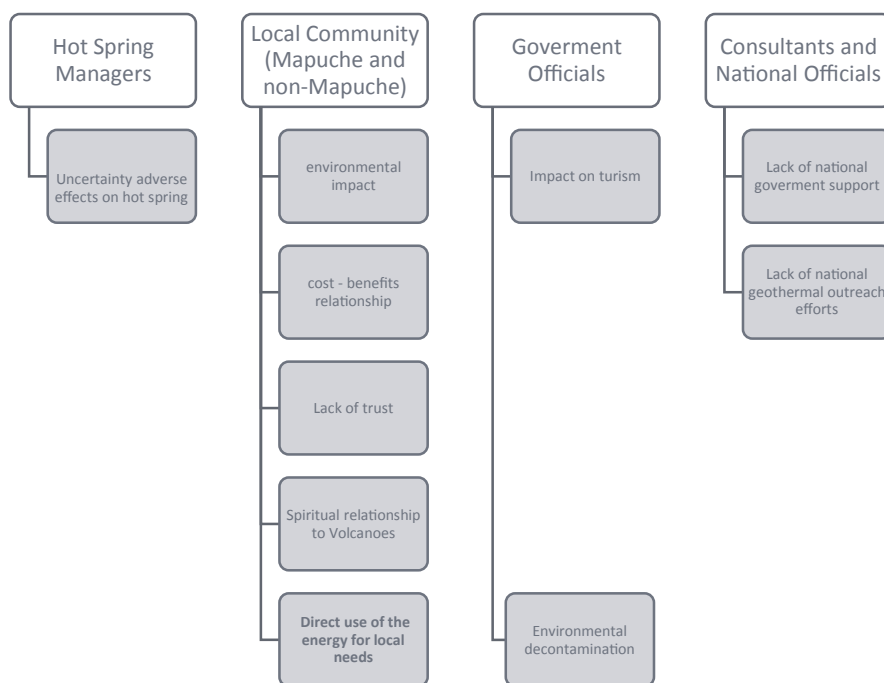 Hot Spring
Managers
Uncertainty adverse
effects on hot spring
Local Community
(Mapuche and
non-Mapuche)
environmental
impact
cost - benefits
relationship
Lack of trust
Spiritual relationship
to Volcanoes
Direct use of the
energy for local
needs
Goverment
Officials
Impact on turism
Environmental
decontamination
Consultants and
National Officials
Lack of national
goverment support
Lack of national
geothermal outreach
efforts